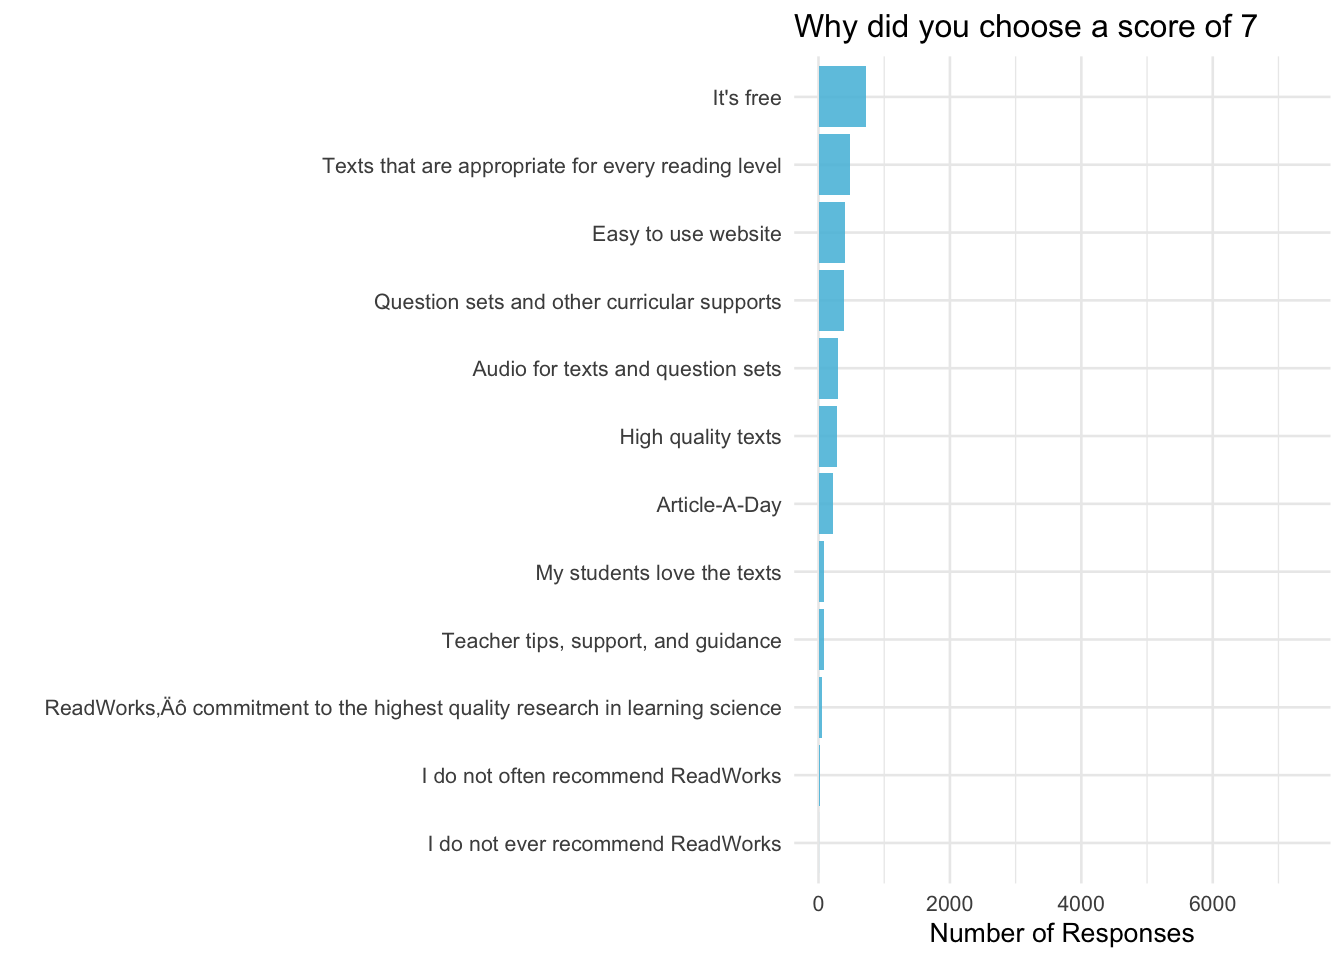 Why did you choose a score of 7
It's free
Texts that are appropriate for every reading level
Easy to use website
Question sets and other curricular supports
Audio for texts and question sets
High quality texts
Article-A-Day
My students love the texts
Teacher tips, support, and guidance
ReadWorks‚Äô commitment to the highest quality research in learning science
I do not often recommend ReadWorks
I do not ever recommend ReadWorks
0 2000 4000 6000
Number of Responses